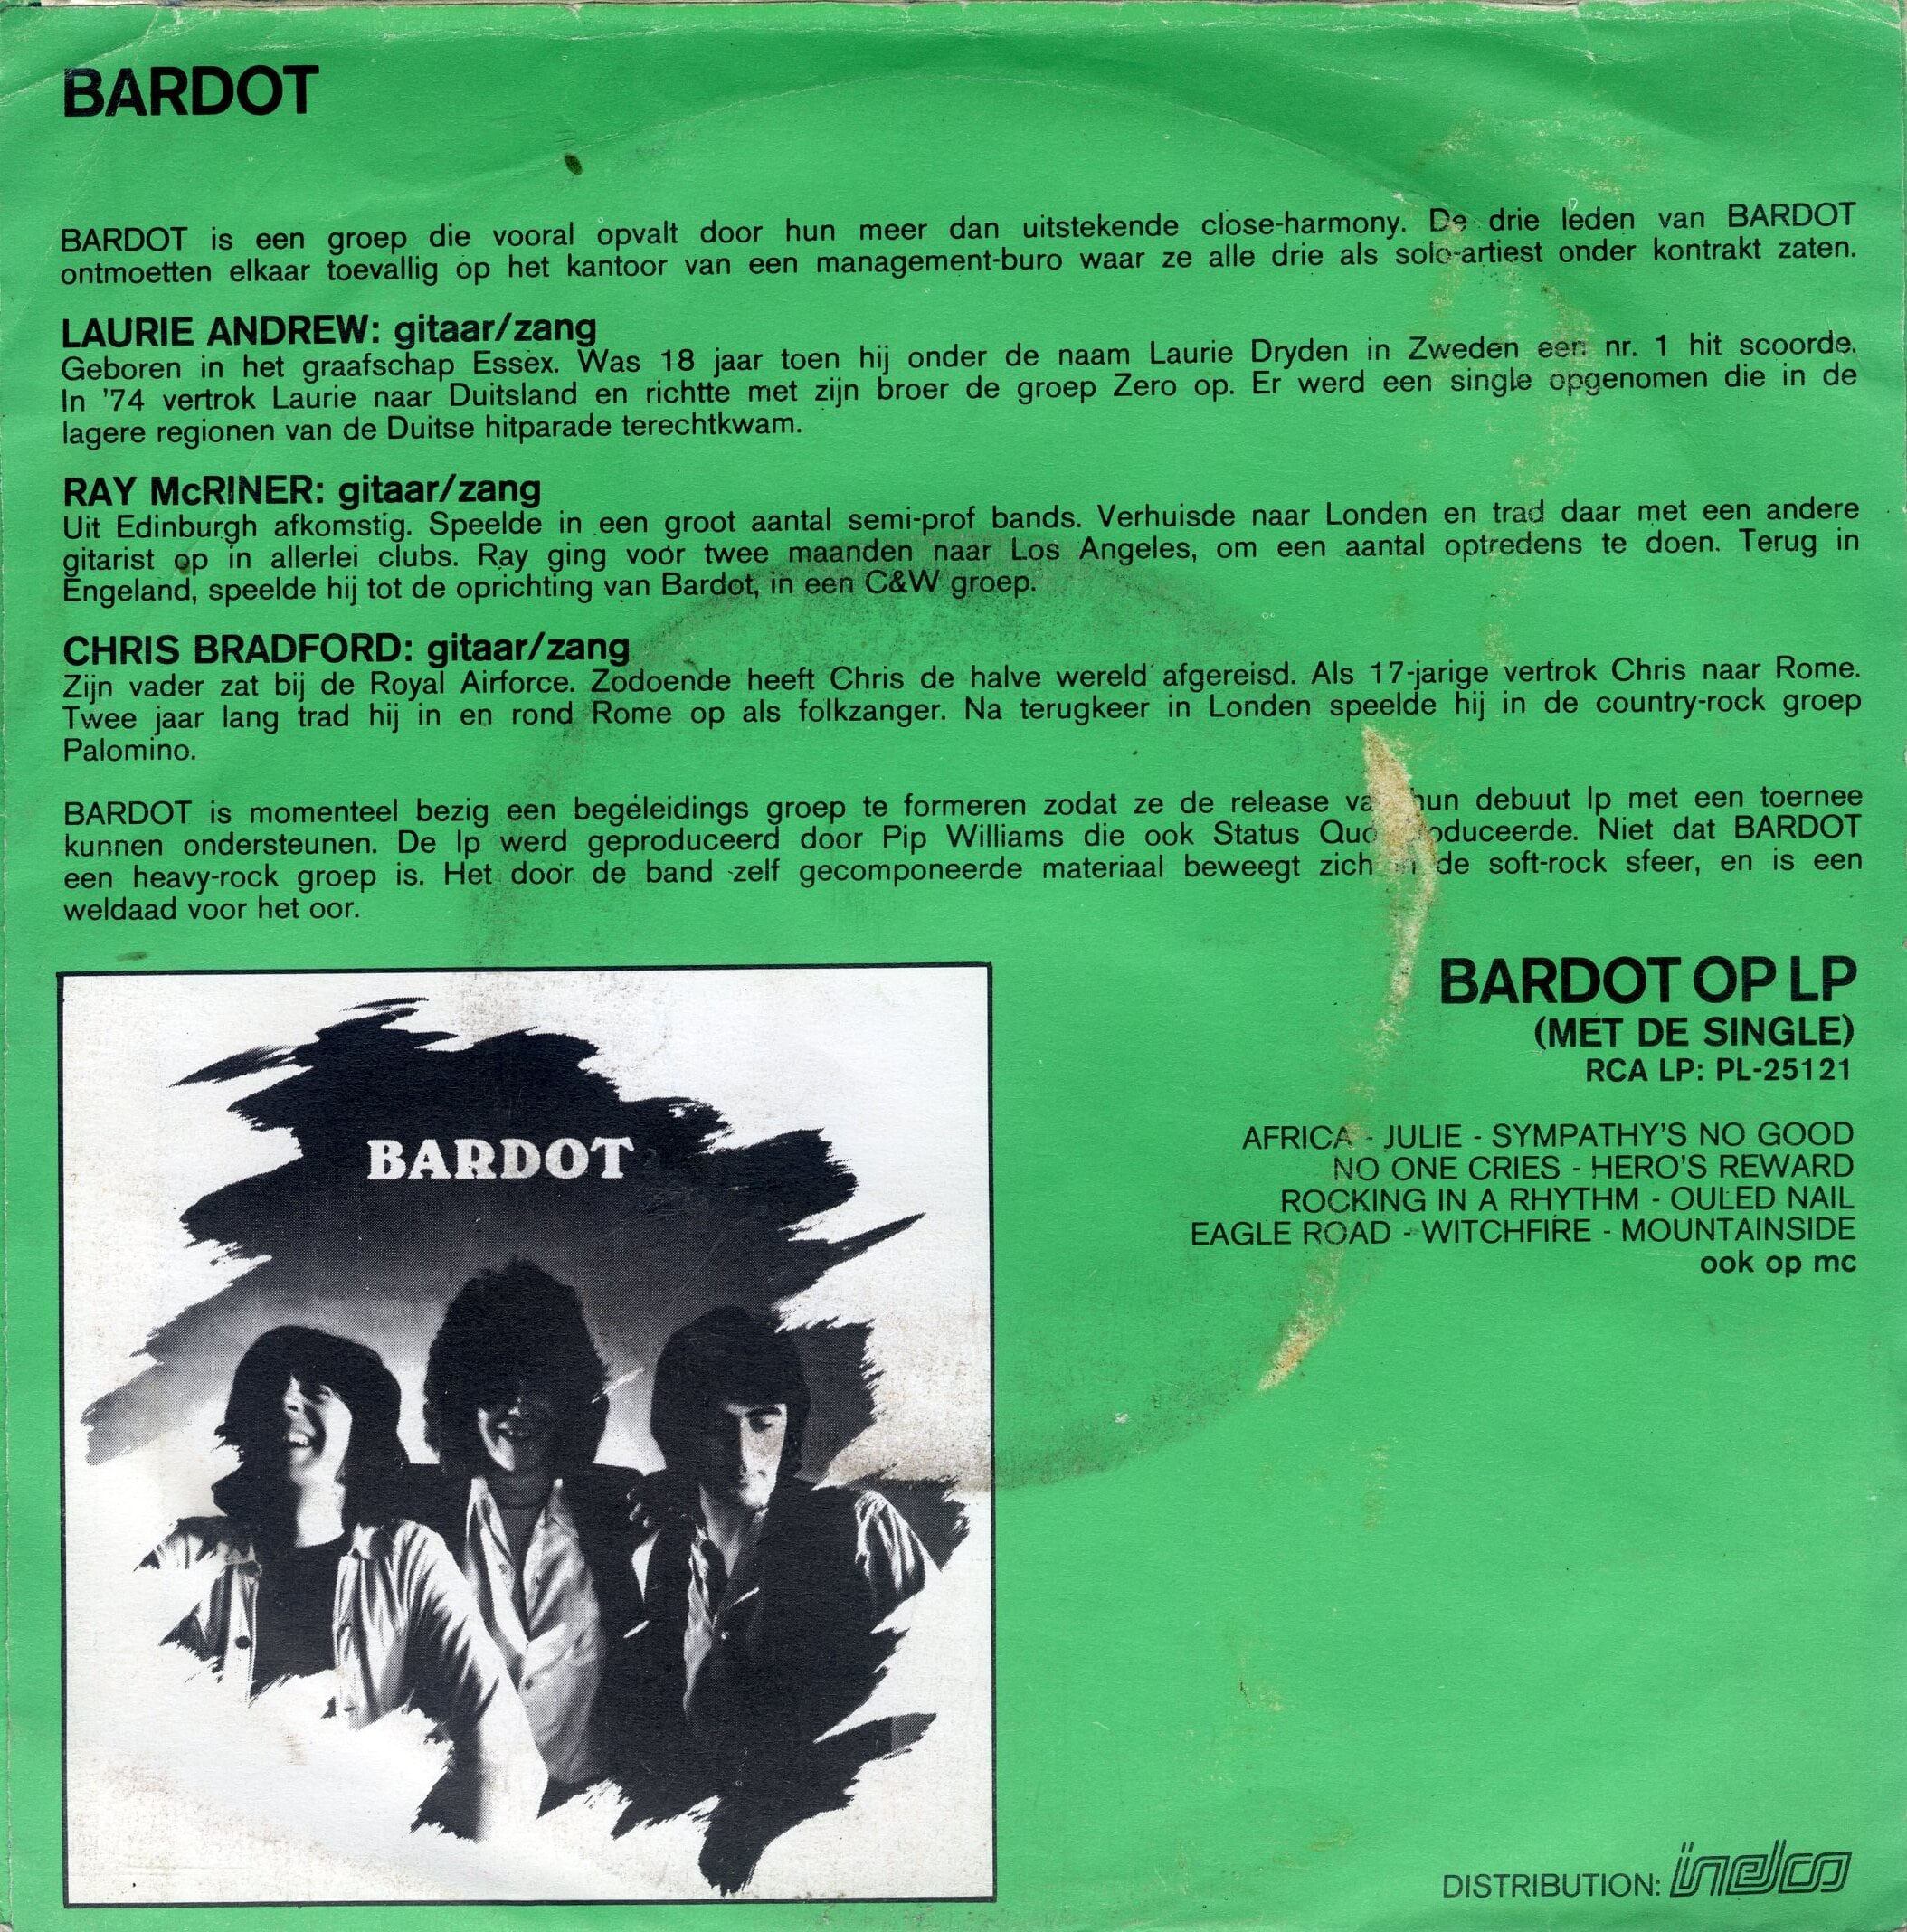 BARDOT
BARDOT is een groep die vooral opvalt door hun meer dan uitstekende close-harmony. De drie leden van BARDOT
ontmoetten elkaar toevallig op het kantoor van een management-buro waar ze alle drie als solo-artiest onder kontrakt zaten.
LAURIE ANDREW: gitaar/zang
Geboren in het graafschap Essex. Was 18 jaar toen hij onder de naam Laurie Dryden in Zweden een nr. 1 hit scoorde.
In '74 vertrok Laurie naar Duitsland en richtte met zijn broer de groep Zero op. Er werd een single opgenomen die in de
lagere regionen van de Duitse hitparade terechtkwam.
RAY McRINER: gitaar/zang
Uit Edinburgh afkomstig. Speelde in een groot aantal semi-prof bands. Verhuisde naar Londen en trad daar met een andere
gitarist op in allerlei clubs. Ray ging voor twee maanden naar Los Angeles, om een aantal optredens te doen. Terug in
Engeland, speelde hij tot de oprichting van Bardot, in een C&W groep.
CHRIS BRADFORD: gitaar/zang
Zijn vader zat bij de Royal Airforce. Zodoende heeft Chris de halve wereld afgereisd. Als 17-jarige vertrok Chris naar Rome.
Twee jaar lang trad hij in en rond Rome op als folkzanger. Na terugkeer in Londen speelde hij in de country-rock groep
Palomino.
BARDOT is momenteel bezig een begeleidings groep te formeren zodat ze de release va hun debuut lp met een toernee
kunnen ondersteunen. De lp werd geproduceerd door Pip Williams die ook Status Quo oduceerde. Niet dat BARDOT
een heavy-rock groep is. Het door de band zelf gecomponeerde materiaal beweegt zich in de soft-rock sfeer, en is een
weldaad voor het oor.
BARDOT
BARDOT OP LP
(MET DE SINGLE)
RCA LP: PL-25121
AFRICA - JULIE - SYMPATHY'S NO GOOD
NO ONE CRIES - HERO'S REWARD
ROCKING IN A RHYTHM - OULED NAIL
EAGLE ROAD - WITCHFIRE - MOUNTAINSIDE
ook op mc
DISTRIBUTION: inelco